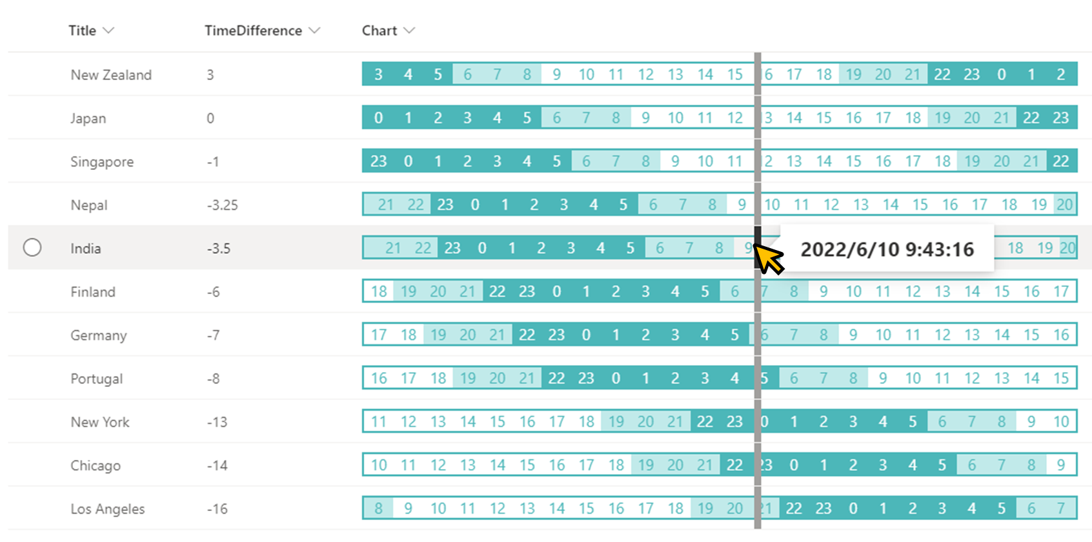 Title TimeDifference Chart
New Zealand 3 3 4 5 6 7 8 9 10 11 12 13 14 15 6 17 18 19 20 21 22 23 0 1 2
Japan 0 0 1 2 3 4 5 6 7 8 9 10 11 12 3 14 15 16 17 18 19 20 21 22 23
Singapore -1 23 0 1 2 3 4 5 6 7 8 9 10 11 2 13 14 15 16 17 18 19 20 21 22
Nepal -3.25 21 22 23 0 1 2 3 4 5 6 7 8 9 10 11 12 13 14 15 16 17 18 19 20
India -3.5 21 22 23 0 1 2 3 4 5 6 7 8 9 2022/6/10 9:43:16 18 19 20
Finland -6 18 19 20 21 22 23 0 1 2 3 4 5 6 7 8 9 10 11 12 13 14 15 16 17
Germany -7 17 18 19 20 21 22 23 0 1 2 3 4 5 6 7 8 9 10 11 12 13 14 15 16
Portugal -8 16 17 18 19 20 21 22 23 0 1 2 3 4 5 6 7 8 9 10 11 12 13 14 15
New York -13 11 12 13 14 15 16 17 18 19 20 21 22 23 0 1 2 3 4 5 6 7 8 9 10
Chicago -14 10 11 12 13 14 15 16 17 18 19 20 21 22 23 0 1 2 3 4 5 6 7 8 9
Los Angeles -16 8 9 10 11 12 13 14 15 16 17 18 19 20 21 22 23 0 1 2 3 4 5 6 7